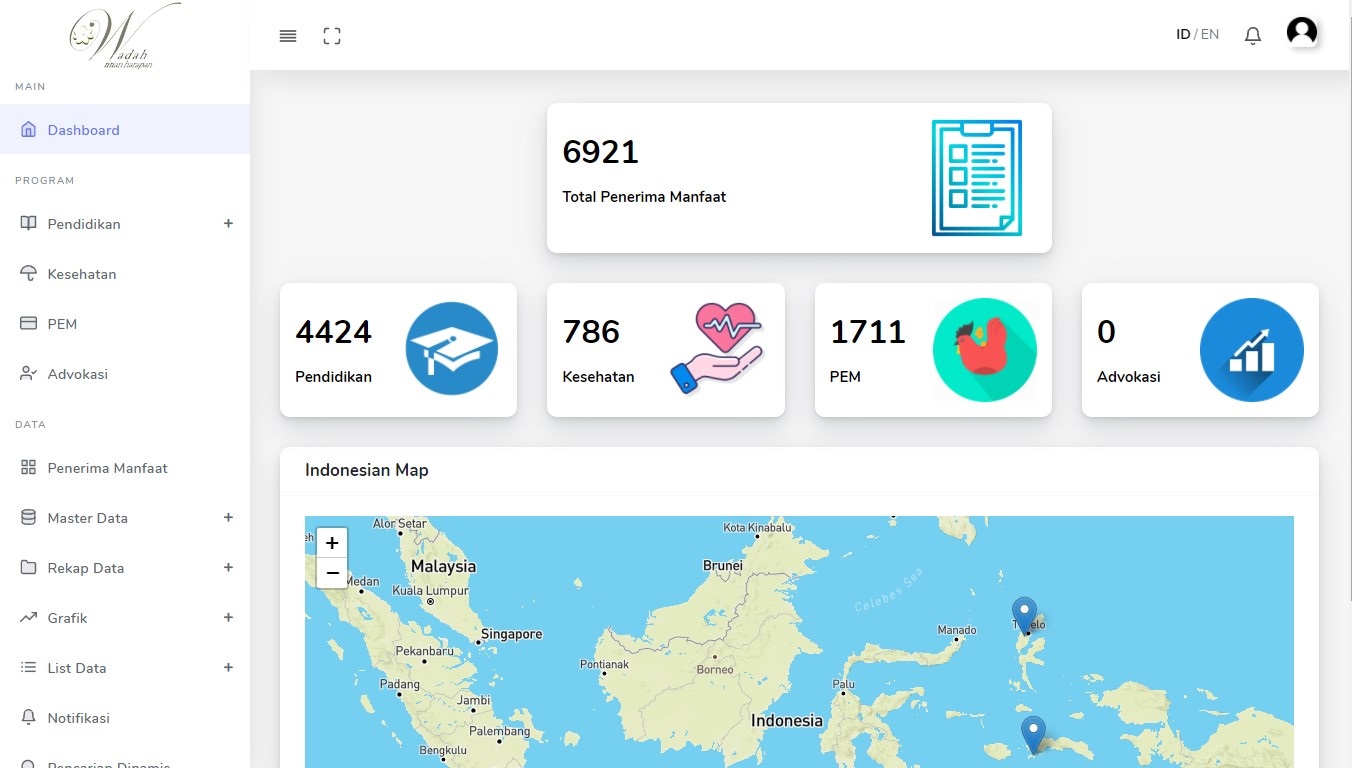 Wadah
titian harapan
ID / EN
MAIN
Dashboard
PROGRAM
Pendidikan +
Kesehatan
PEM
Advokasi
DATA
Penerima Manfaat
Master Data +
Rekap Data +
Grafik +
List Data +
Notifikasi
Pencarian Dinamis
6921
Total Penerima Manfaat
4424
Pendidikan
786
Kesehatan
1711
PEM
0
Advokasi
Indonesian Map
+
−
Alor Setar
Kota Kinabalu
Malaysia
Brunei
Medan
Kuala Lumpur
Celebes Sea
Singapore
Manado
Pekanbaru
Pontianak
Borneo
Padang
Palu
Jambi
Indonesia
Palembang
Bengkulu